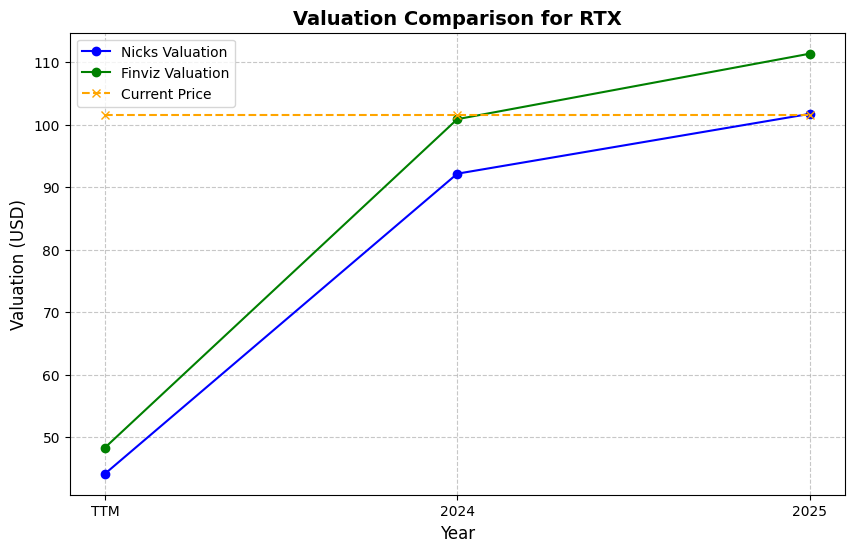 Valuation Comparison for RTX
Nicks Valuation
Finviz Valuation
Current Price
110
100
90
80
70
60
50
Valuation (USD)
TTM
2024
2025
Year